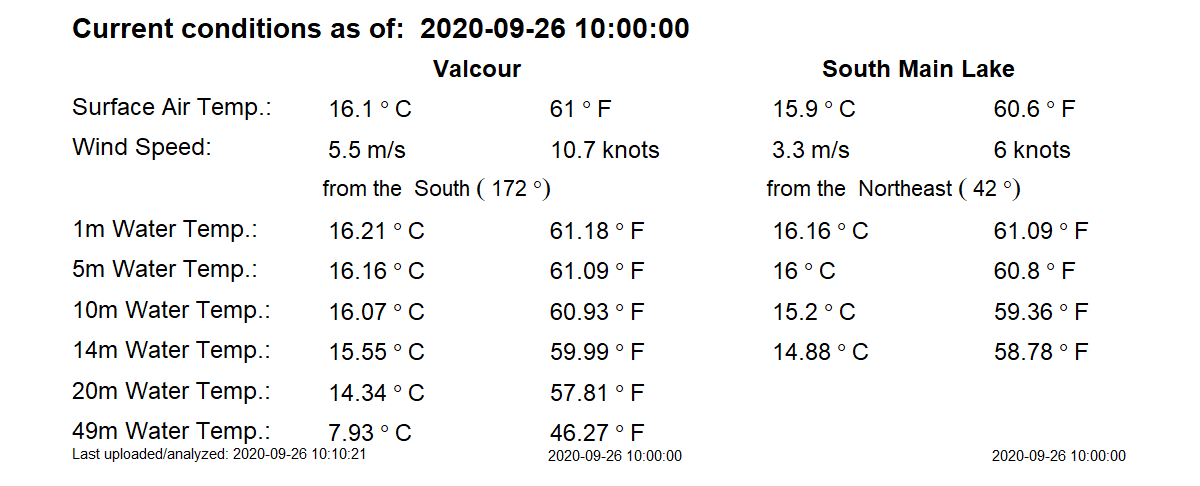 Current conditions as of: 2020-09-26 10:00:00
Valcour South Main Lake
Surface Air Temp.: 16.1 ° C 61 ° F 15.9 ° C 60.6 ° F
Wind Speed: 5.5 m/s 10.7 knots 3.3 m/s 6 knots
from the South ( 172 °) from the Northeast ( 42 °)
1m Water Temp.: 16.21 ° C 61.18 ° F 16.16 ° C 61.09 ° F
5m Water Temp.: 16.16 ° C 61.09 ° F 16 ° C 60.8 ° F
10m Water Temp.: 16.07 ° C 60.93 ° F 15.2 ° C 59.36 ° F
14m Water Temp.: 15.55 ° C 59.99 ° F 14.88 ° C 58.78 ° F
20m Water Temp.: 14.34 ° C 57.81 ° F
49m Water Temp.: 7.93 ° C 46.27 ° F
Last uploaded/analyzed: 2020-09-26 10:10:21 2020-09-26 10:00:00 2020-09-26 10:00:00